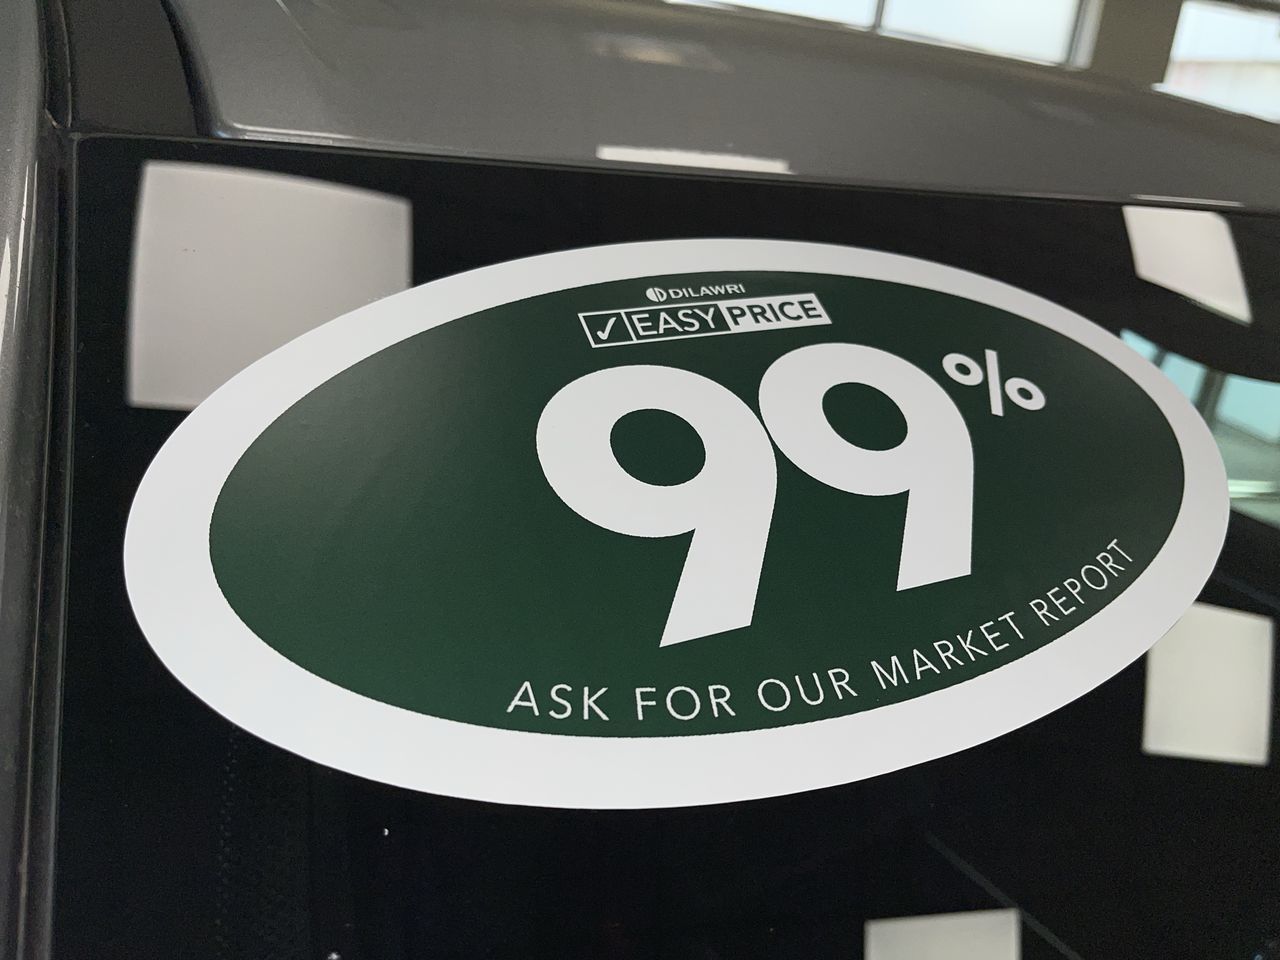 DILAWRI
✓ EASY PRICE
99%
ASK FOR OUR MARKET REPORT